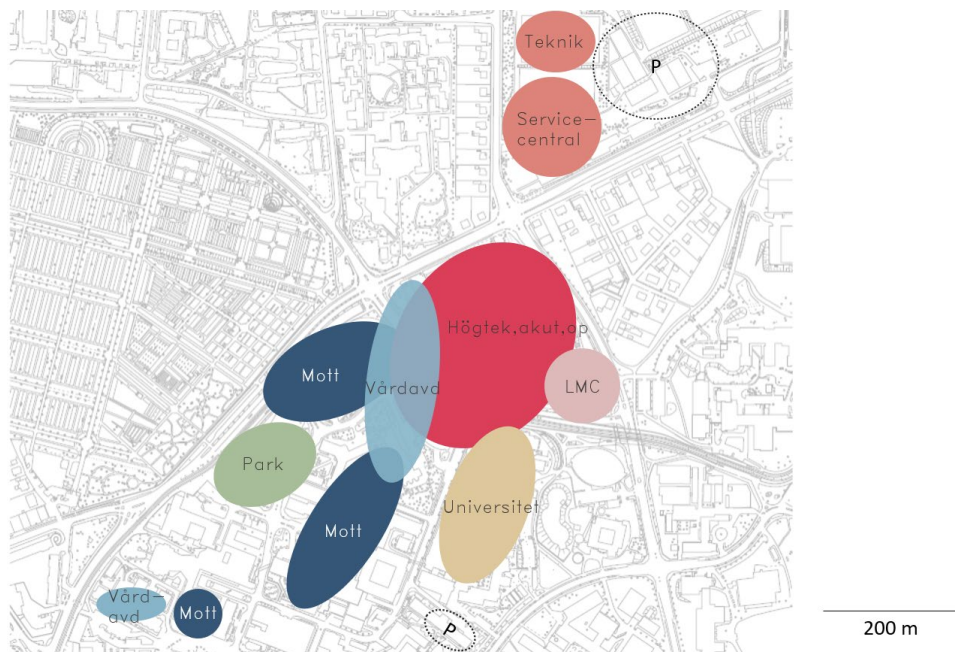 Teknik
P
Service-
central
Högtek,akut,op
Mott
Vårdavd
LMC
Park
Universitet
Mott
Vård-
avd
Mott
P
200 m